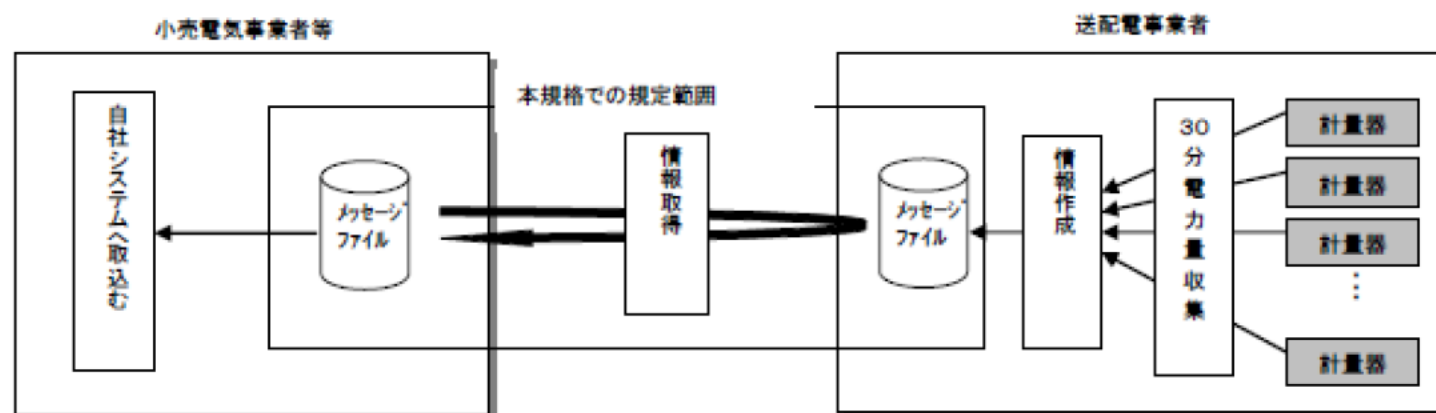 小売電気事業者等
送配電事業者
本規格での規定範囲
自社システムへ取込む
メッセージ
ファイル
情報取得
メッセージ
ファイル
情報作成
30分電力量収集
計量器
計量器
計量器
⋮
計量器